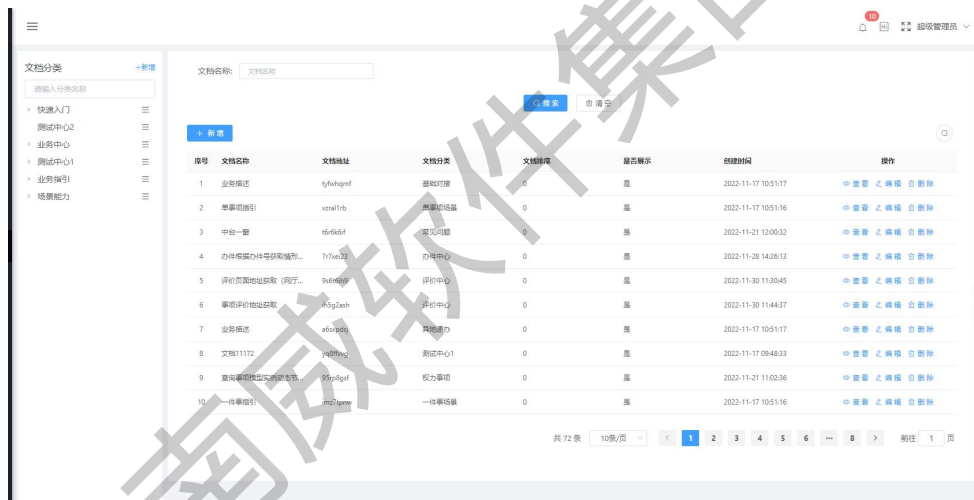 10
超级管理员
文档分类 +新增
请输入分类名称
快速入门
测试中心2
业务中心
测试中心1
业务指引
场景能力
文档名称: 文档名称
搜索 清空
+ 新增
序号 文档名称 文档地址 文档分类 文档排序 是否展示 创建时间 操作
1 业务描述 tyfwhqmf 基础对接 0 是 2022-11-17 10:51:17 查看 编辑 删除
2 单事项指引 vzral1rb 单事项场景 0 是 2022-11-17 10:51:16 查看 编辑 删除
3 中台一窗 t6r6k6if 常见问题 0 是 2022-11-21 12:00:32 查看 编辑 删除
4 办件根据办件号获取情形... 7r7xei23 办件中心 0 是 2022-11-28 14:26:13 查看 编辑 删除
5 评价页面地址获取（网厅... 9s6t6ih9 评价中心 0 是 2022-11-30 11:30:45 查看 编辑 删除
6 事项评价地址获取 ih5g2ash 评价中心 0 是 2022-11-30 11:44:37 查看 编辑 删除
7 业务描述 a6sxpdsj 异地通办 0 是 2022-11-17 10:51:17 查看 编辑 删除
8 文档11172 测试中心1 0 是 2022-11-17 09:48:33 查看 编辑 删除
9 查询事项模型实例动态节... 95rp8gsf 权力事项 0 是 2022-11-21 11:02:36 查看 编辑 删除
10 一件事指引 imz7tpnw 一件事场景 0 是 2022-11-17 10:51:16 查看 编辑 删除
共 72 条 10条/页 < 1 2 3 4 5 6 ... 8 > 前往 1 页
南威软件集团